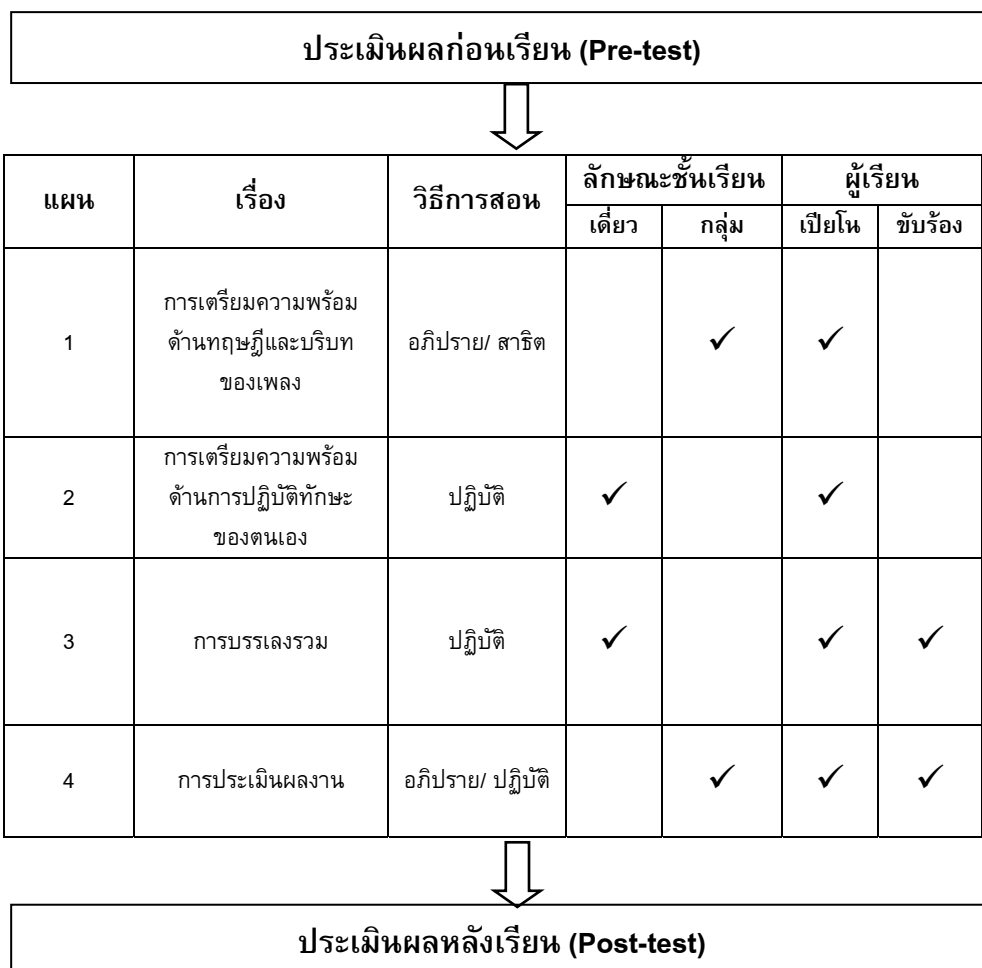 ประเมินผลก่อนเรียน (Pre-test)
แผน เรื่อง วิธีการสอน ลักษณะชั้นเรียน ผู้เรียน
เดี่ยว กลุ่ม เปียโน ขับร้อง
1 การเตรียมความพร้อม
ด้านทฤษฎีและบริบท
ของเพลง
อภิปราย/ สาธิต ✓ ✓
2 การเตรียมความพร้อม
ด้านการปฏิบัติทักษะ
ของตนเอง
ปฏิบัติ ✓ ✓
3 การบรรเลงรวม ปฏิบัติ ✓ ✓ ✓
4 การประเมินผลงาน อภิปราย/ ปฏิบัติ ✓ ✓ ✓
ประเมินผลหลังเรียน (Post-test)